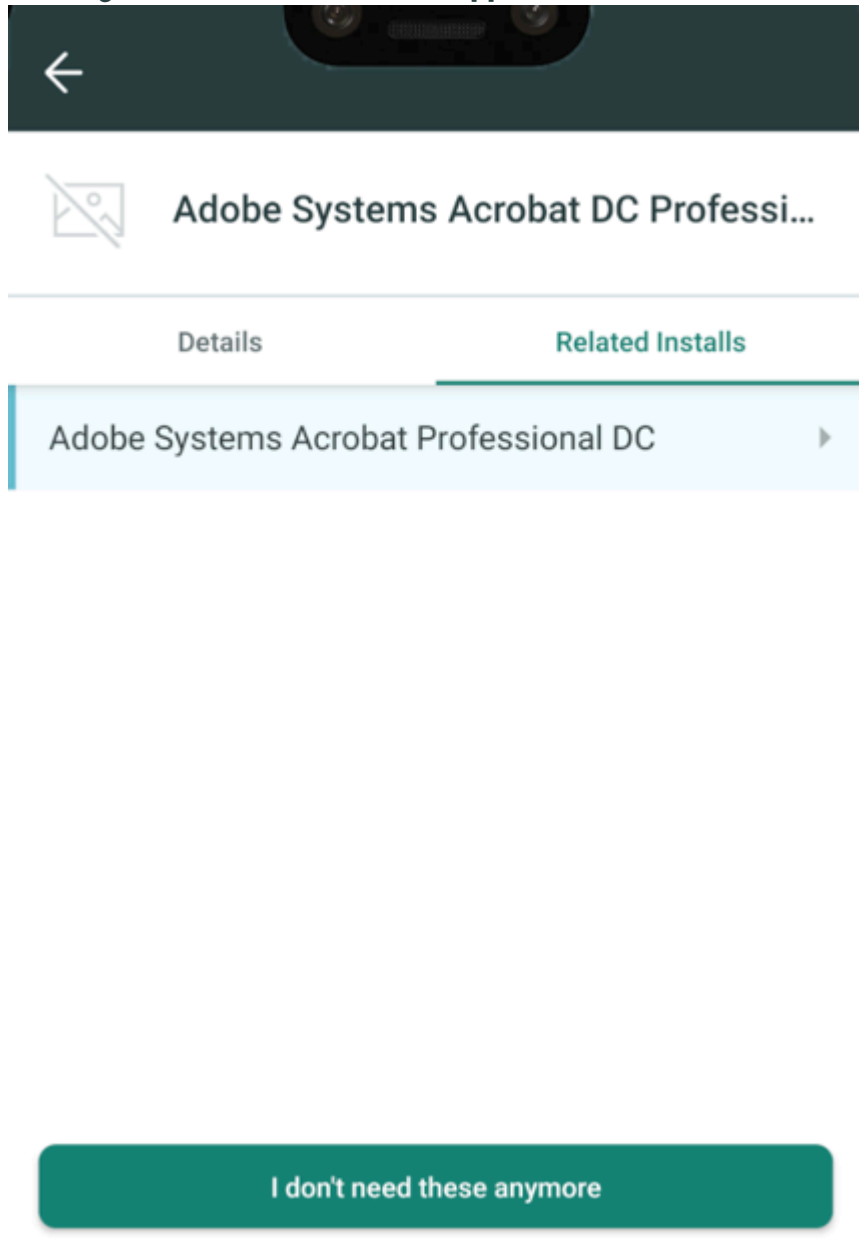 Adobe Systems Acrobat DC Professi...
Details
Related Installs
Adobe Systems Acrobat Professional DC
I don't need these anymore